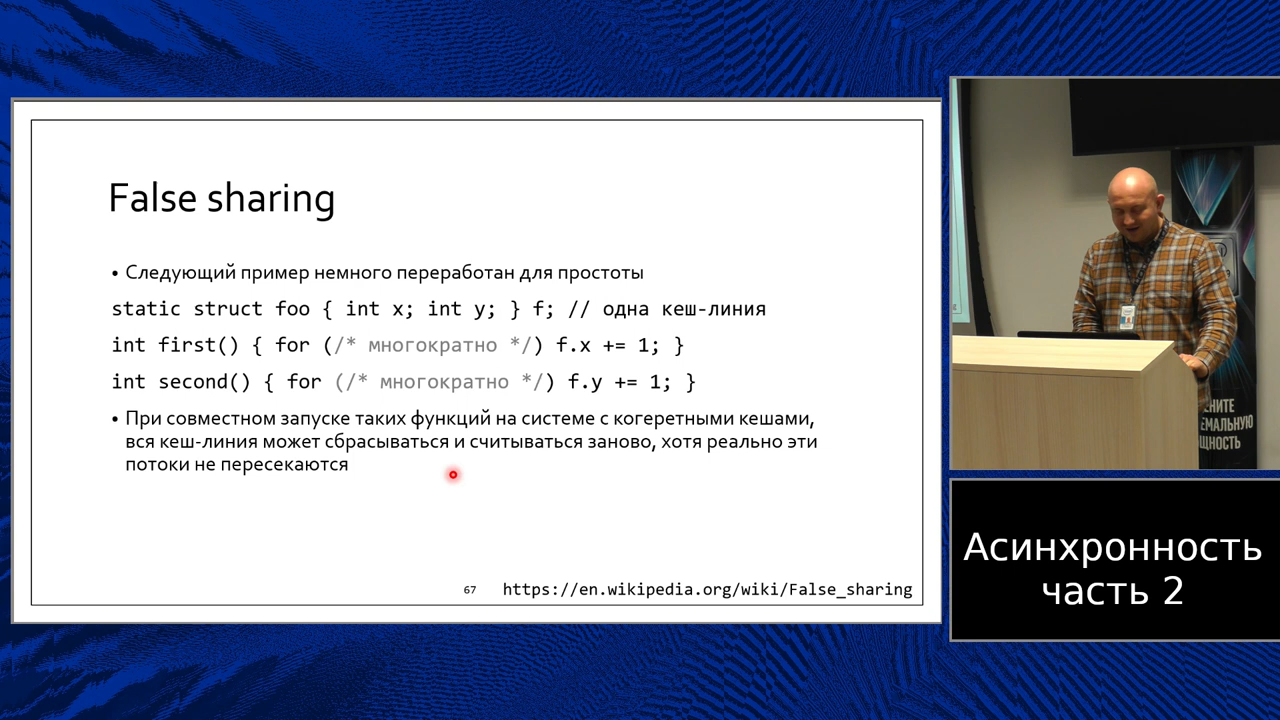 False sharing
• Следующий пример немного переработан для простоты
static struct foo { int x; int y; } f; // одна кеш-линия
int first() { for (/* многократно */) f.x += 1; }
int second() { for (/* многократно */) f.y += 1; }
• При совместном запуске таких функций на системе с когеретными кешами,
вся кеш-линия может сбрасываться и считываться заново, хотя реально эти
потоки не пересекаются
67
https://en.wikipedia.org/wiki/False_sharing
Асинхронность
часть 2